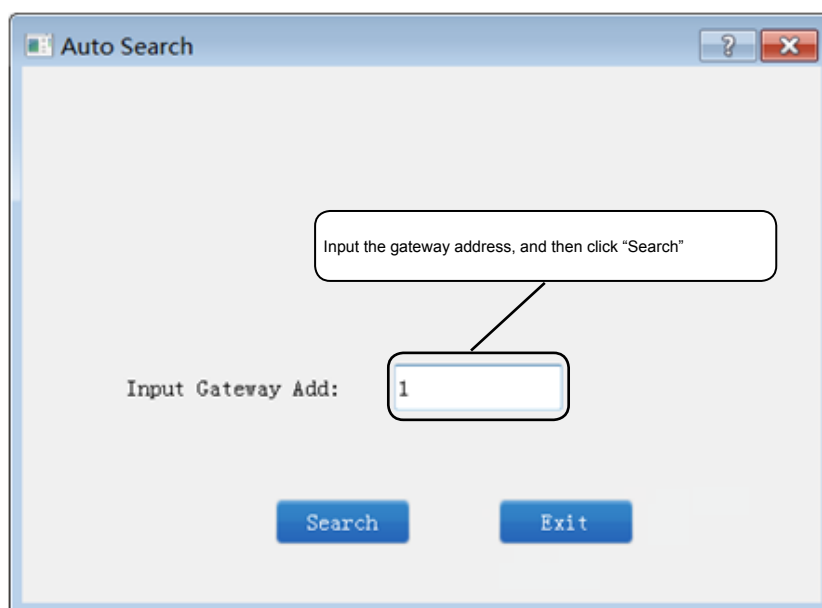 Auto Search
Input the gateway address, and then click “Search”
Input Gateway Add:
1
Search
Exit